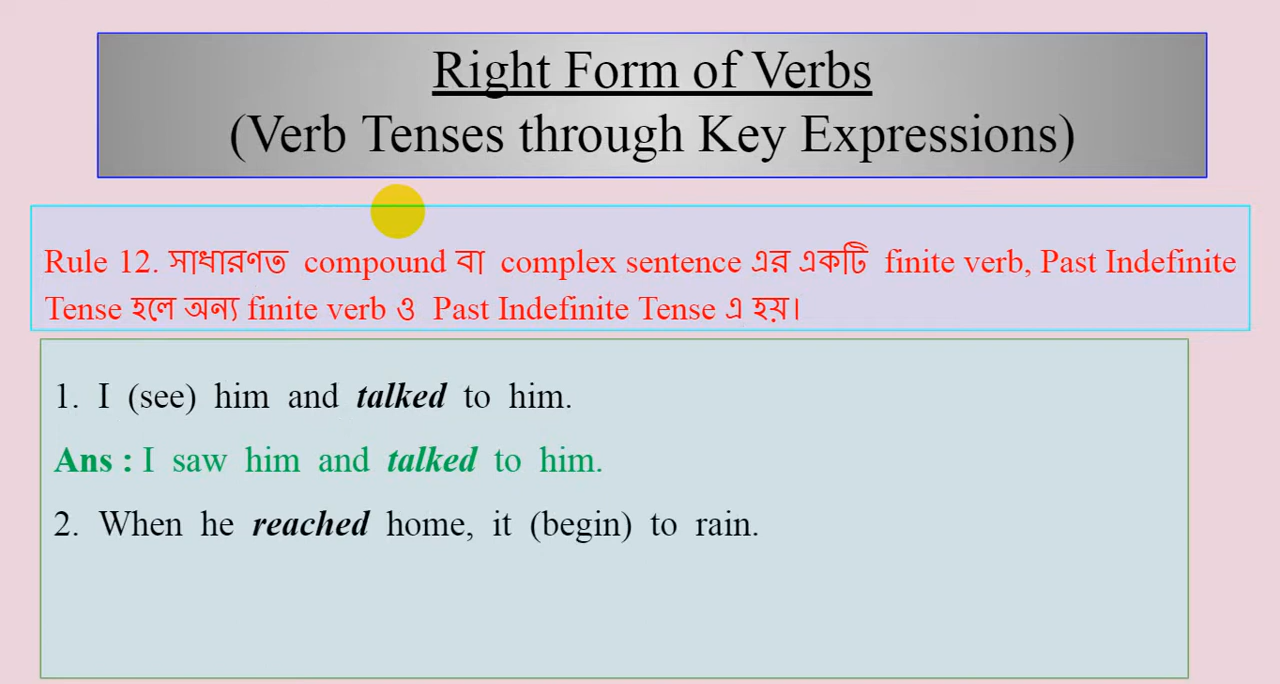 Right Form of Verbs
(Verb Tenses through Key Expressions)
Rule 12. সাধারণত compound বা complex sentence এর একটি finite verb, Past Indefinite
Tense হলে অন্য finite verb ও Past Indefinite Tense এ হয়।
1. I (see) him and talked to him.
Ans : I saw him and talked to him.
2. When he reached home, it (begin) to rain.